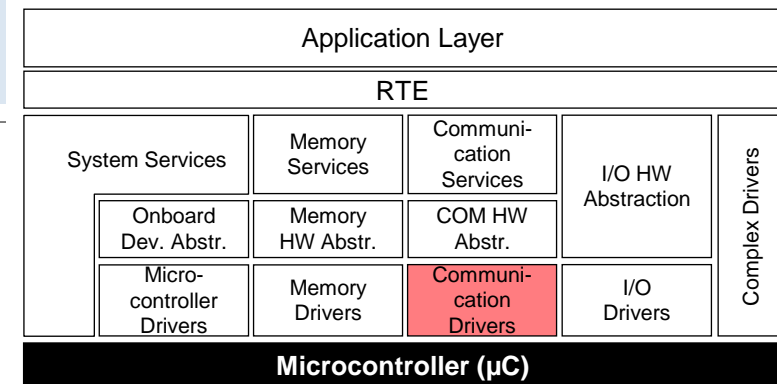 Application Layer
RTE
System Services
Memory
Services
Communi-
cation
Services
I/O HW
Abstraction
Complex Drivers
Onboard
Dev. Abstr.
Memory
HW Abstr.
COM HW
Abstr.
Micro-
controller
Drivers
Memory
Drivers
Communi-
cation
Drivers
I/O
Drivers
Microcontroller (µC)